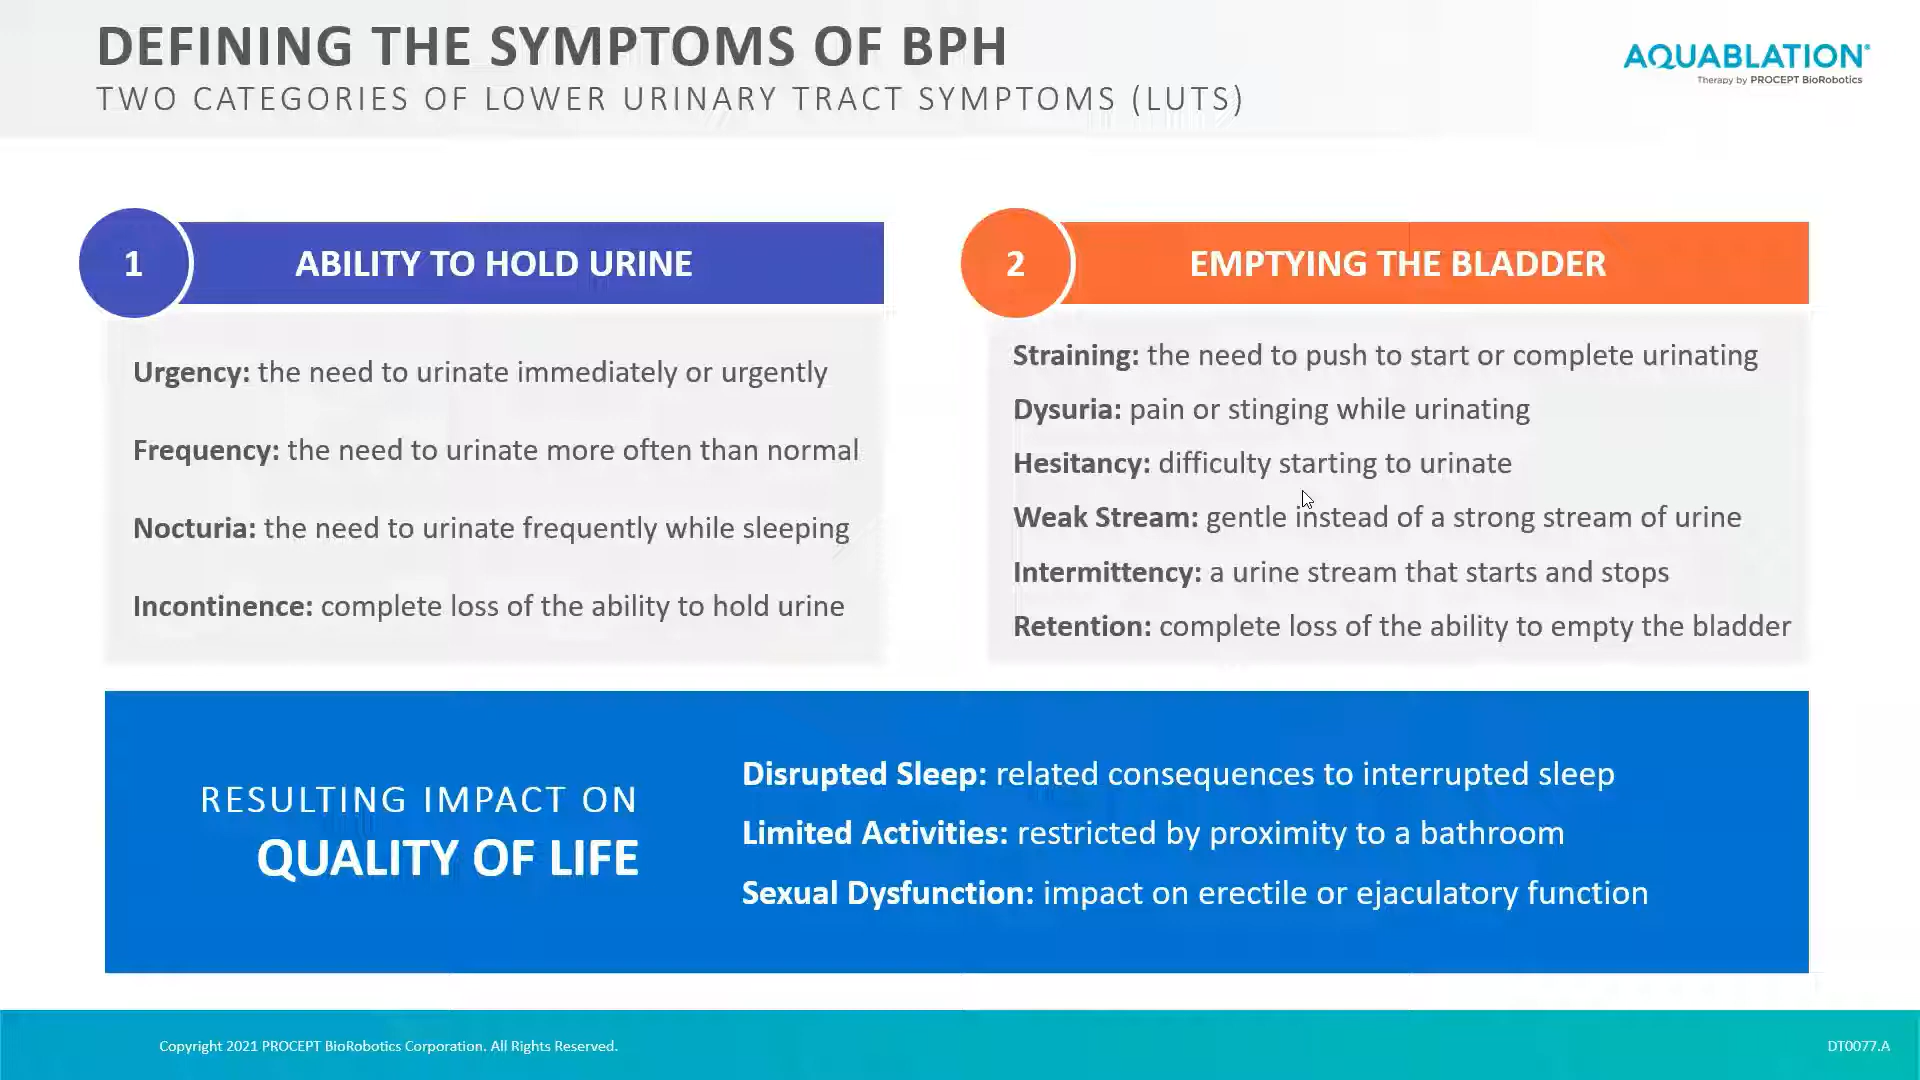 DEFINING THE SYMPTOMS OF BPH
TWO CATEGORIES OF LOWER URINARY TRACT SYMPTOMS (LUTS)
AQUABLATION®
Therapy by PROCEPT BioRobotics
1
ABILITY TO HOLD URINE
Urgency: the need to urinate immediately or urgently
Frequency: the need to urinate more often than normal
Nocturia: the need to urinate frequently while sleeping
Incontinence: complete loss of the ability to hold urine
2
EMPTYING THE BLADDER
Straining: the need to push to start or complete urinating
Dysuria: pain or stinging while urinating
Hesitancy: difficulty starting to urinate
Weak Stream: gentle instead of a strong stream of urine
Intermittency: a urine stream that starts and stops
Retention: complete loss of the ability to empty the bladder
RESULTING IMPACT ON
QUALITY OF LIFE
Disrupted Sleep: related consequences to interrupted sleep
Limited Activities: restricted by proximity to a bathroom
Sexual Dysfunction: impact on erectile or ejaculatory function
Copyright 2021 PROCEPT BioRobotics Corporation. All Rights Reserved.
DT0077.A